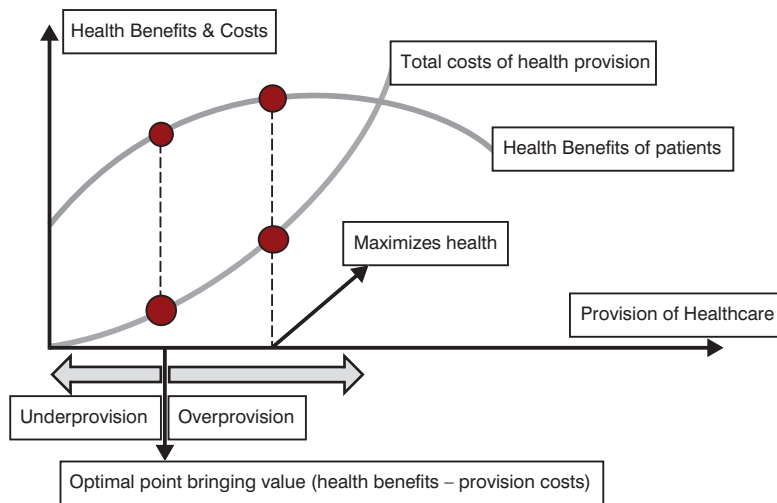 Health Benefits & Costs
Total costs of health provision
Health Benefits of patients
Maximizes health
Provision of Healthcare
Underprovision
Overprovision
Optimal point bringing value (health benefits – provision costs)